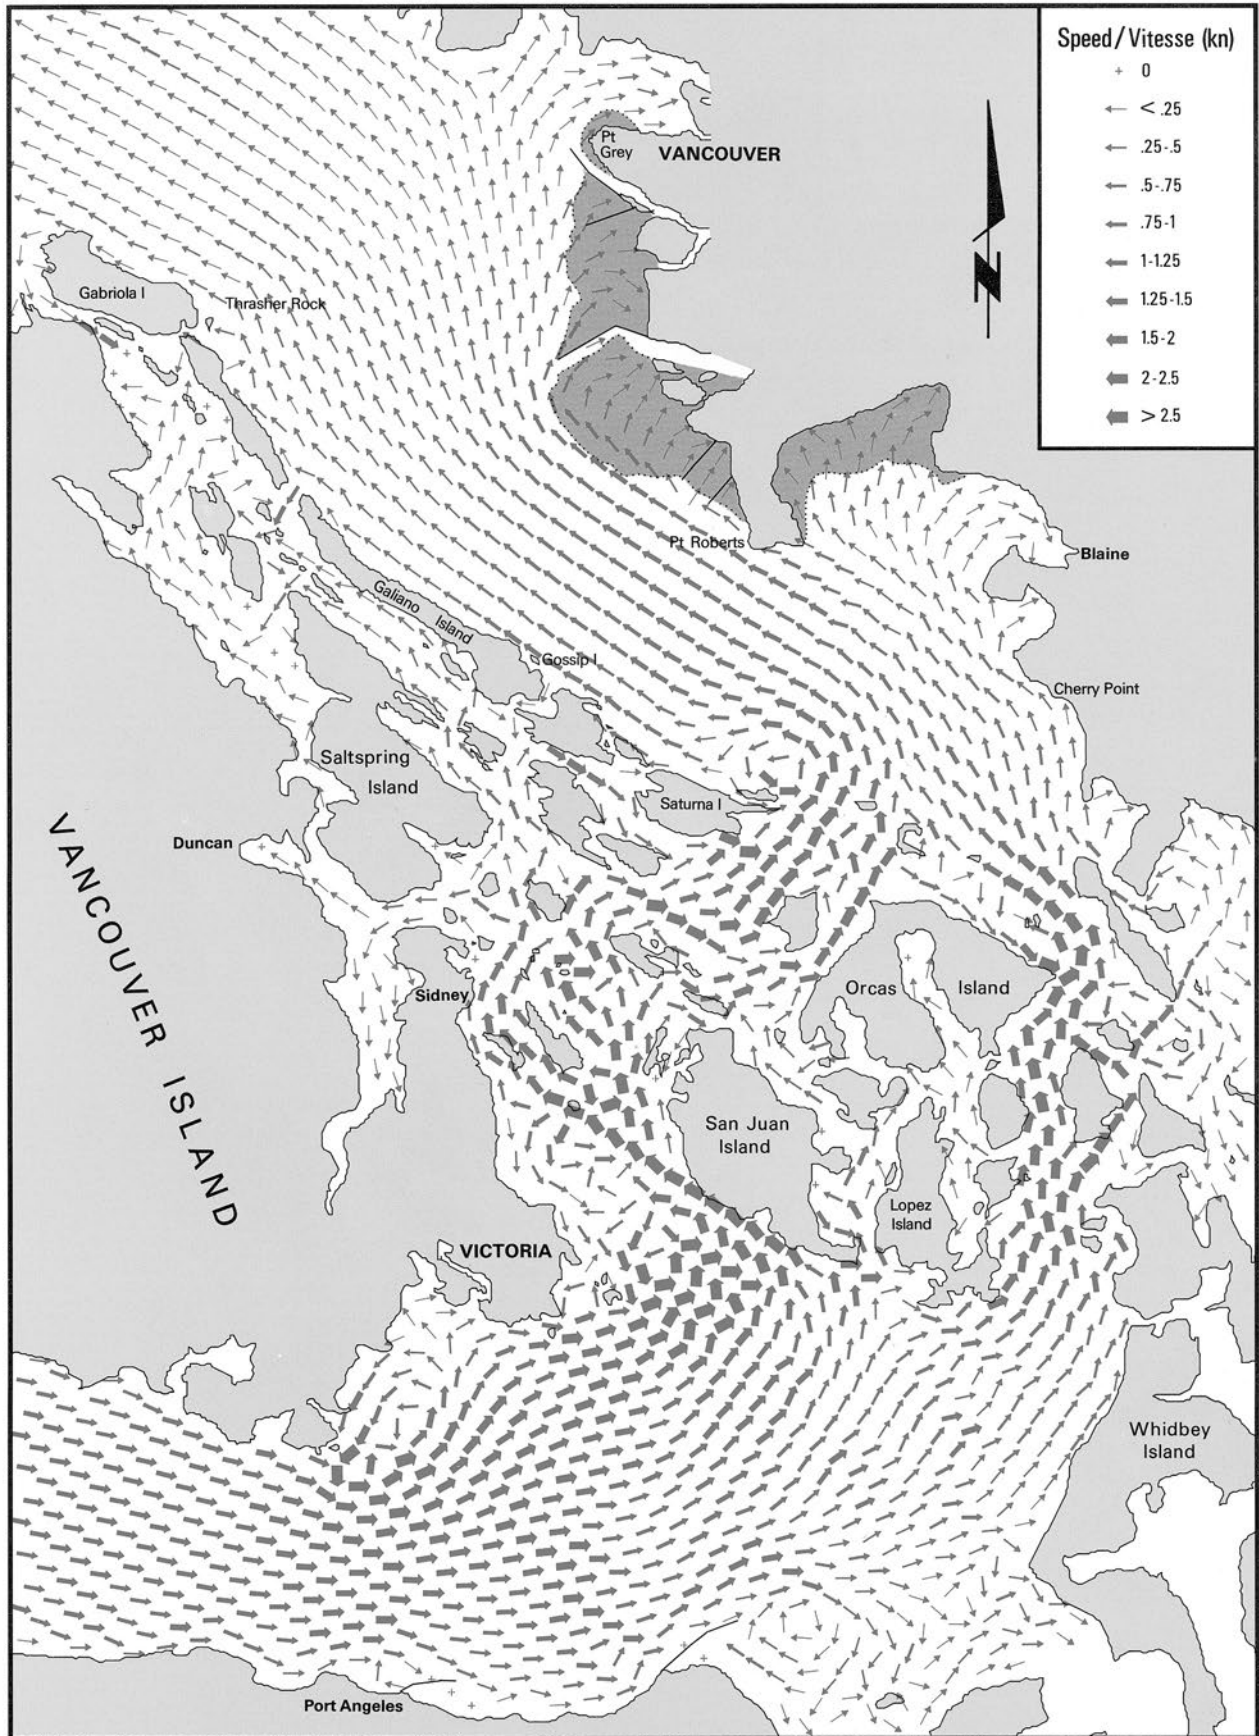 Speed/Vitesse (kn)
0
< .25
.25-.5
.5-.75
.75-1
1-1.25
1.25-1.5
1.5-2
2-2.5
> 2.5
N
Pt
Grey
VANCOUVER
Gabriola I
Thrasher Rock
Pt Roberts
Blaine
Galiano
Island
Gossip I
Cherry Point
Saltspring
Island
Saturna I
Duncan
VANCOUVER ISLAND
Sidney
Orcas
Island
San Juan
Island
Lopez
Island
VICTORIA
Whidbey
Island
Port Angeles